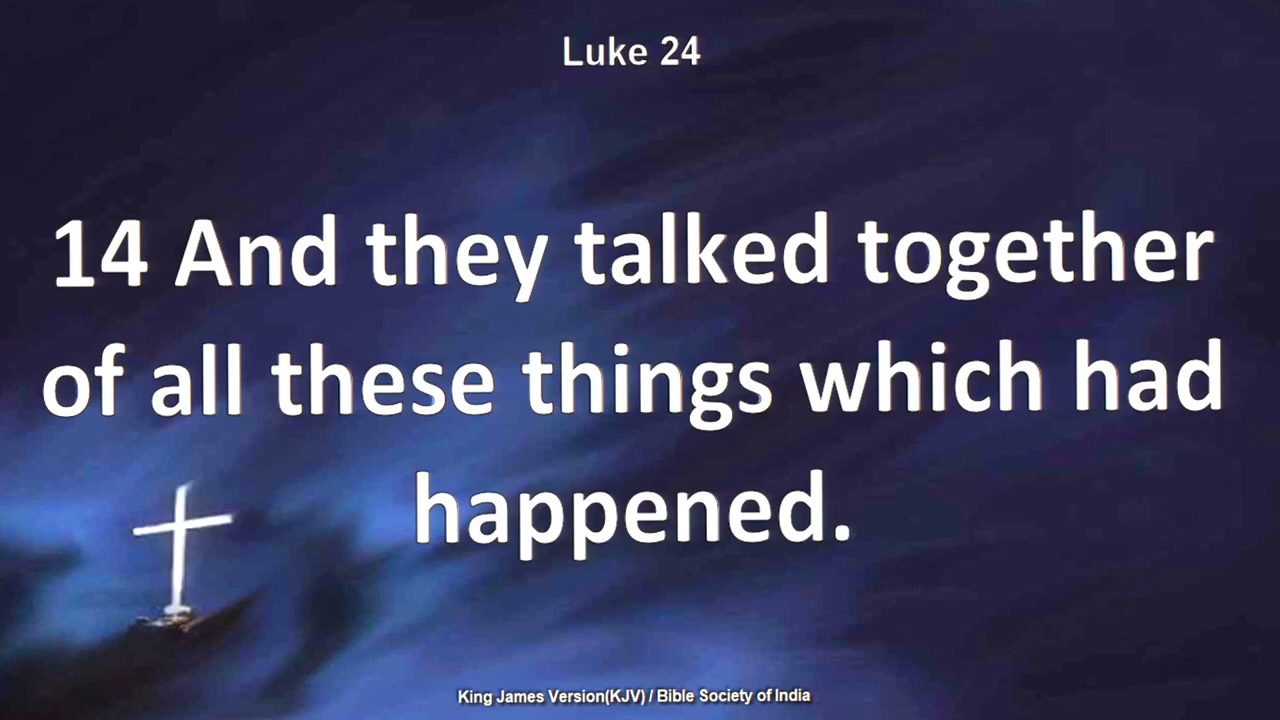 Luke 24
14 And they talked together
of all these things which had
happened.
King James Version(KJV) / Bible Society of India